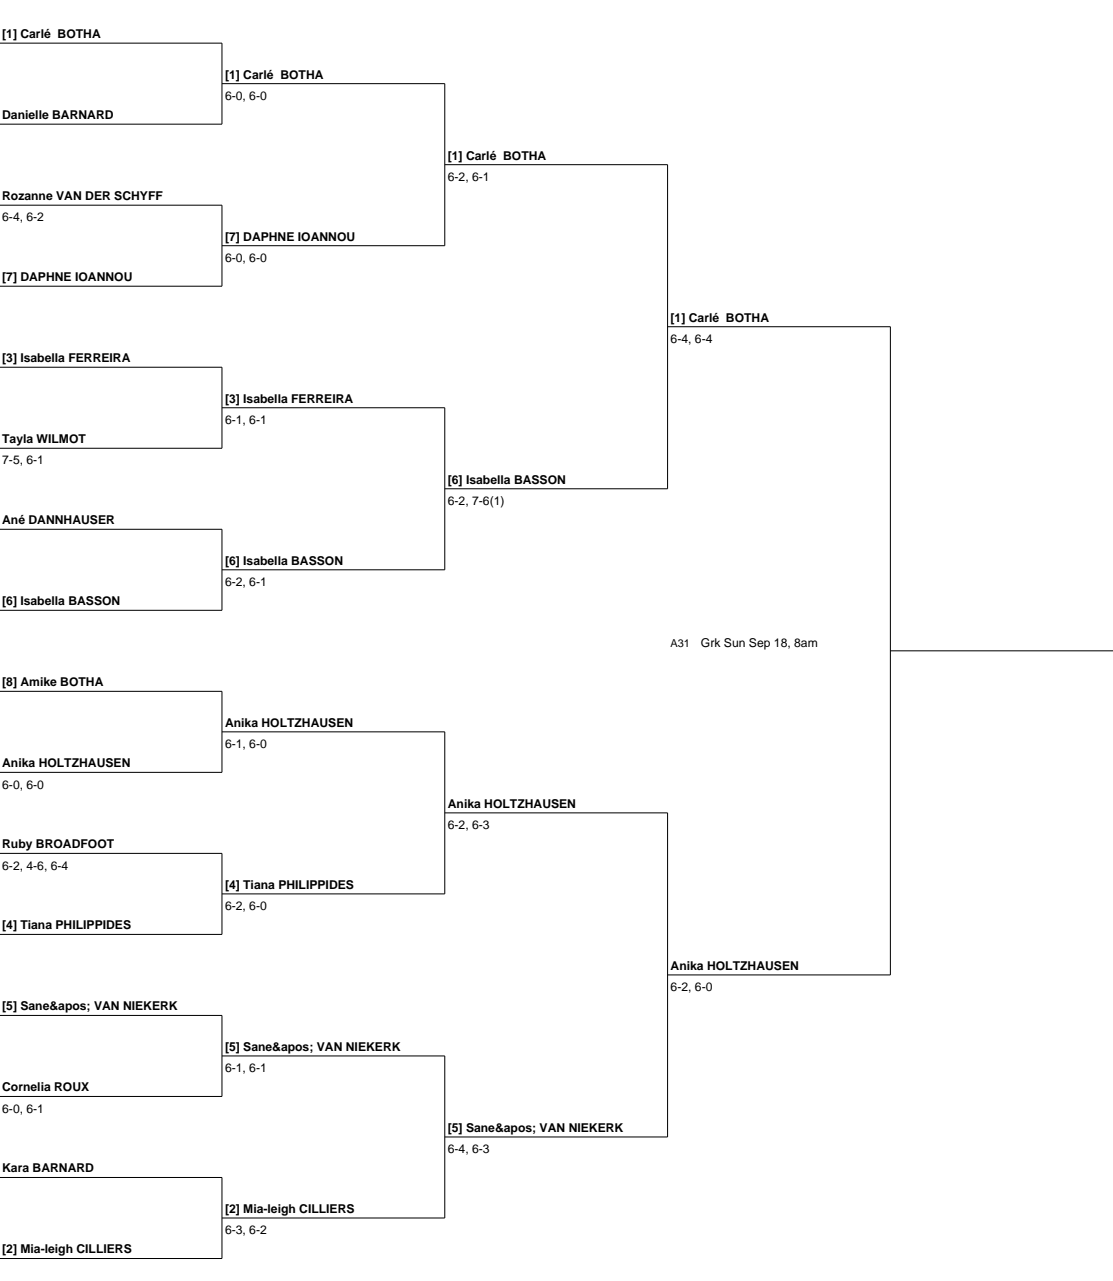 [1] Carlé  BOTHA
[1] Carlé  BOTHA
6-0, 6-0
Danielle BARNARD
[1] Carlé  BOTHA
6-2, 6-1
Rozanne VAN DER SCHYFF
6-4, 6-2
[7] DAPHNE IOANNOU
6-0, 6-0
[7] DAPHNE IOANNOU
[1] Carlé  BOTHA
6-4, 6-4
[3] Isabella FERREIRA
[3] Isabella FERREIRA
6-1, 6-1
Tayla WILMOT
7-5, 6-1
[6] Isabella BASSON
6-2, 7-6(1)
Ané DANNHAUSER
[6] Isabella BASSON
6-2, 6-1
[6] Isabella BASSON
A31 Grk Sun Sep 18, 8am
[8] Amike BOTHA
Anika HOLTZHAUSEN
6-1, 6-0
Anika HOLTZHAUSEN
6-0, 6-0
Anika HOLTZHAUSEN
6-2, 6-3
Ruby BROADFOOT
6-2, 4-6, 6-4
[4] Tiana PHILIPPIDES
6-2, 6-0
[4] Tiana PHILIPPIDES
Anika HOLTZHAUSEN
6-2, 6-0
[5] Sane&amp;apos; VAN NIEKERK
[5] Sane&amp;apos; VAN NIEKERK
6-1, 6-1
Cornelia ROUX
6-0, 6-1
[5] Sane&amp;apos; VAN NIEKERK
6-4, 6-3
Kara BARNARD
[2] Mia-leigh CILLIERS
6-3, 6-2
[2] Mia-leigh CILLIERS